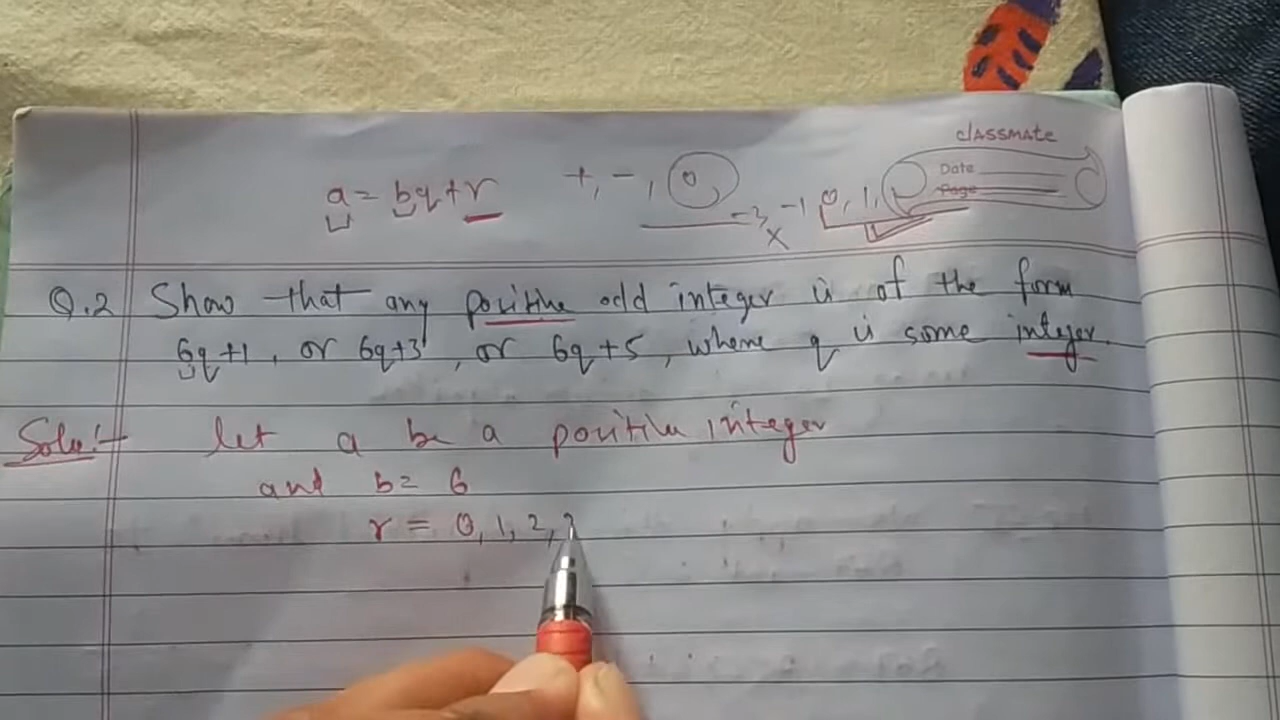 classmate
Date
Page
a = bq+r +, -, 0, -3, -1 0, 1,
x
Q.2 Show that any positive odd integer is of the form
6q+1, or 6q+3, or 6q+5, where q is some integer.
Solu:- let a be a positive integer
and b= 6
r = 0, 1, 2, 3